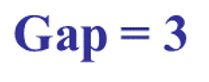 Gap = 3